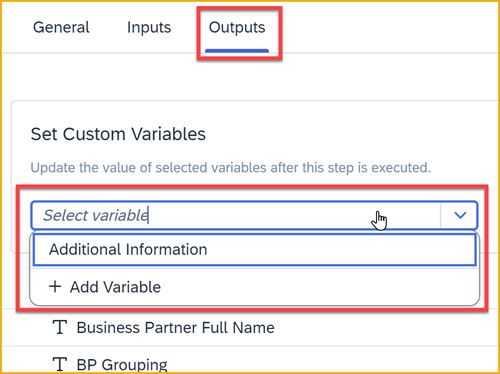 General Inputs Outputs
Set Custom Variables
Update the value of selected variables after this step is executed.
Select variable
Additional Information
+ Add Variable
T Business Partner Full Name
T BP Grouping